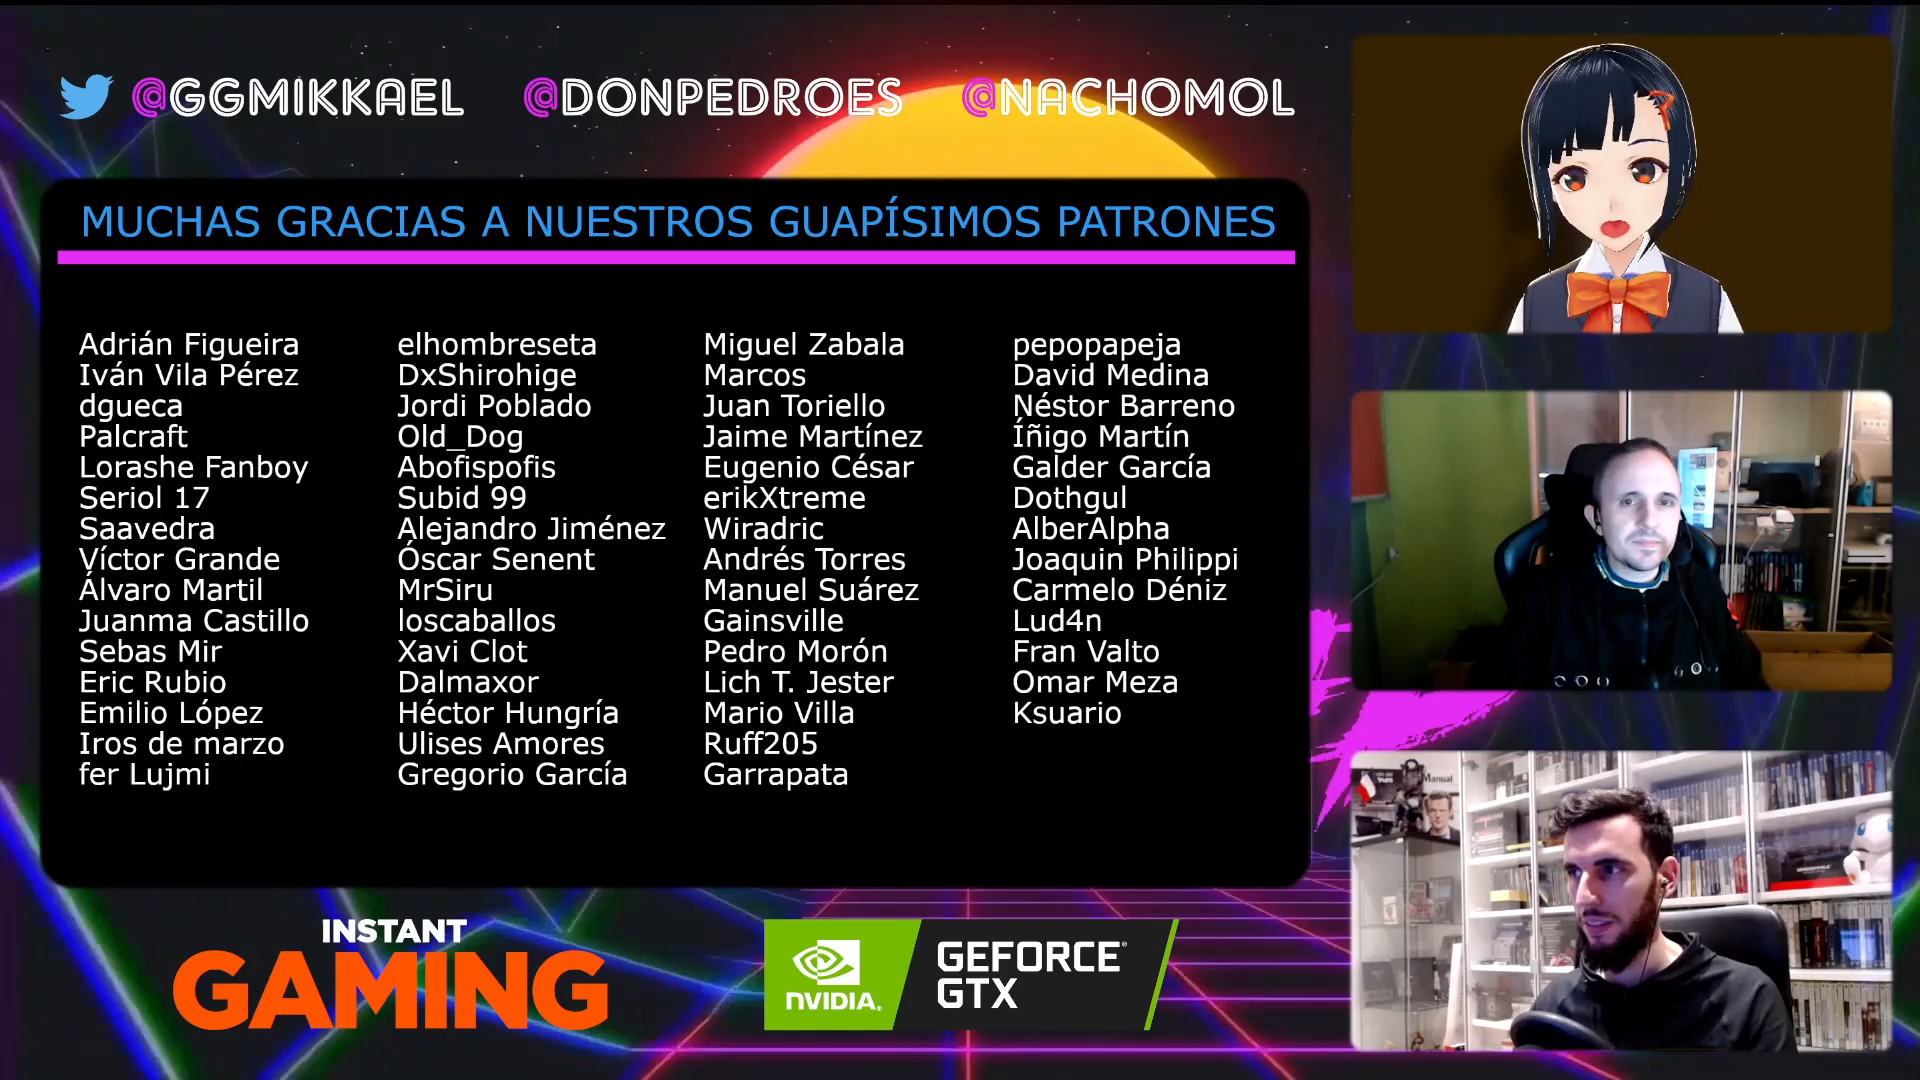 @GGMIKKAEL @DONPEDROES @NACHOMOL
MUCHAS GRACIAS A NUESTROS GUAPÍSIMOS PATRONES
Adrián Figueira
Iván Vila Pérez
dgueca
Palcraft
Lorashe Fanboy
Seriol 17
Saavedra
Víctor Grande
Álvaro Martil
Juanma Castillo
Sebas Mir
Eric Rubio
Emilio López
Iros de marzo
fer Lujmi
elhombreseta
DxShirohige
Jordi Poblado
Old_Dog
Abofispofis
Subid 99
Alejandro Jiménez
Óscar Senent
MrSiru
loscaballos
Xavi Clot
Dalmaxor
Héctor Hungría
Ulises Amores
Gregorio García
Miguel Zabala
Marcos
Juan Toriello
Jaime Martínez
Eugenio César
erikXtreme
Wiradric
Andrés Torres
Manuel Suárez
Gainsville
Pedro Morón
Lich T. Jester
Mario Villa
Ruff205
Garrapata
pepopapeja
David Medina
Néstor Barreno
Íñigo Martín
Galder García
Dothgul
AlberAlpha
Joaquin Philippi
Carmelo Déniz
Lud4n
Fran Valto
Omar Meza
Ksuario
Manual
INSTANT
GAMING
NVIDIA.
GEFORCE®
GTX